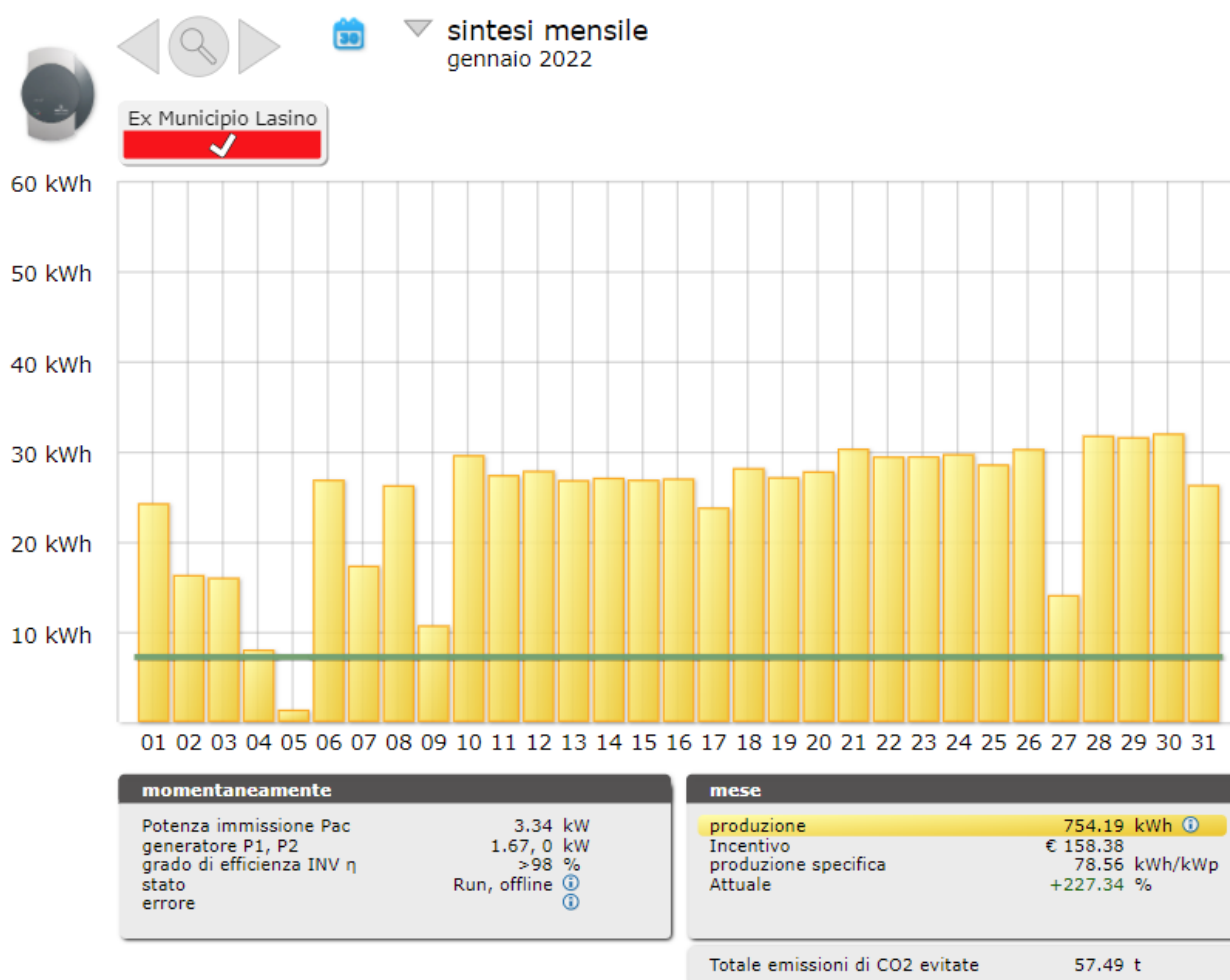 30
sintesi mensile
gennaio 2022
Ex Municipio Lasino
60 kWh
50 kWh
40 kWh
30 kWh
20 kWh
10 kWh
01 02 03 04 05 06 07 08 09 10 11 12 13 14 15 16 17 18 19 20 21 22 23 24 25 26 27 28 29 30 31
momentaneamente
Potenza immissione Pac 3.34 kW
generatore P1, P2 1.67, 0 kW
grado di efficienza INV η >98 %
stato Run, offline
errore
mese
produzione 754.19 kWh
Incentivo € 158.38
produzione specifica 78.56 kWh/kWp
Attuale +227.34 %
Totale emissioni di CO2 evitate 57.49 t